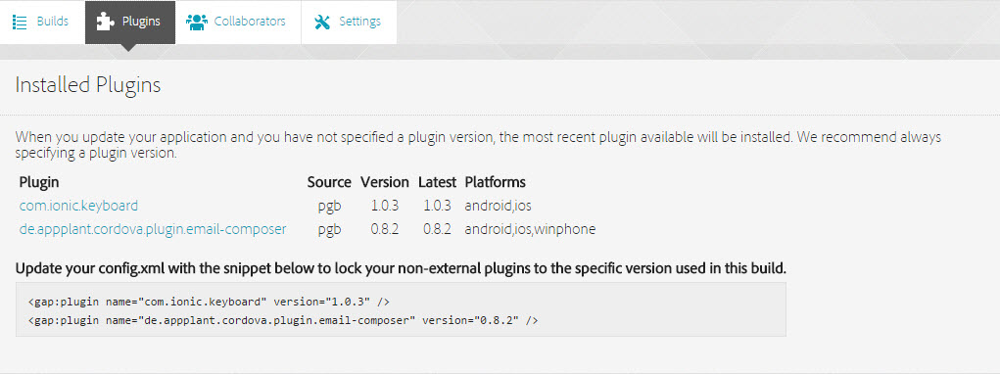 Builds Plugins Collaborators Settings
Installed Plugins
When you update your application and you have not specified a plugin version, the most recent plugin available will be installed. We recommend always
specifying a plugin version.
Plugin Source Version Latest Platforms
com.ionic.keyboard pgb 1.0.3 1.0.3 android,ios
de.appplant.cordova.plugin.email-composer pgb 0.8.2 0.8.2 android,ios,winphone
Update your config.xml with the snippet below to lock your non-external plugins to the specific version used in this build.
<gap:plugin name="com.ionic.keyboard" version="1.0.3" />
<gap:plugin name="de.appplant.cordova.plugin.email-composer" version="0.8.2" />